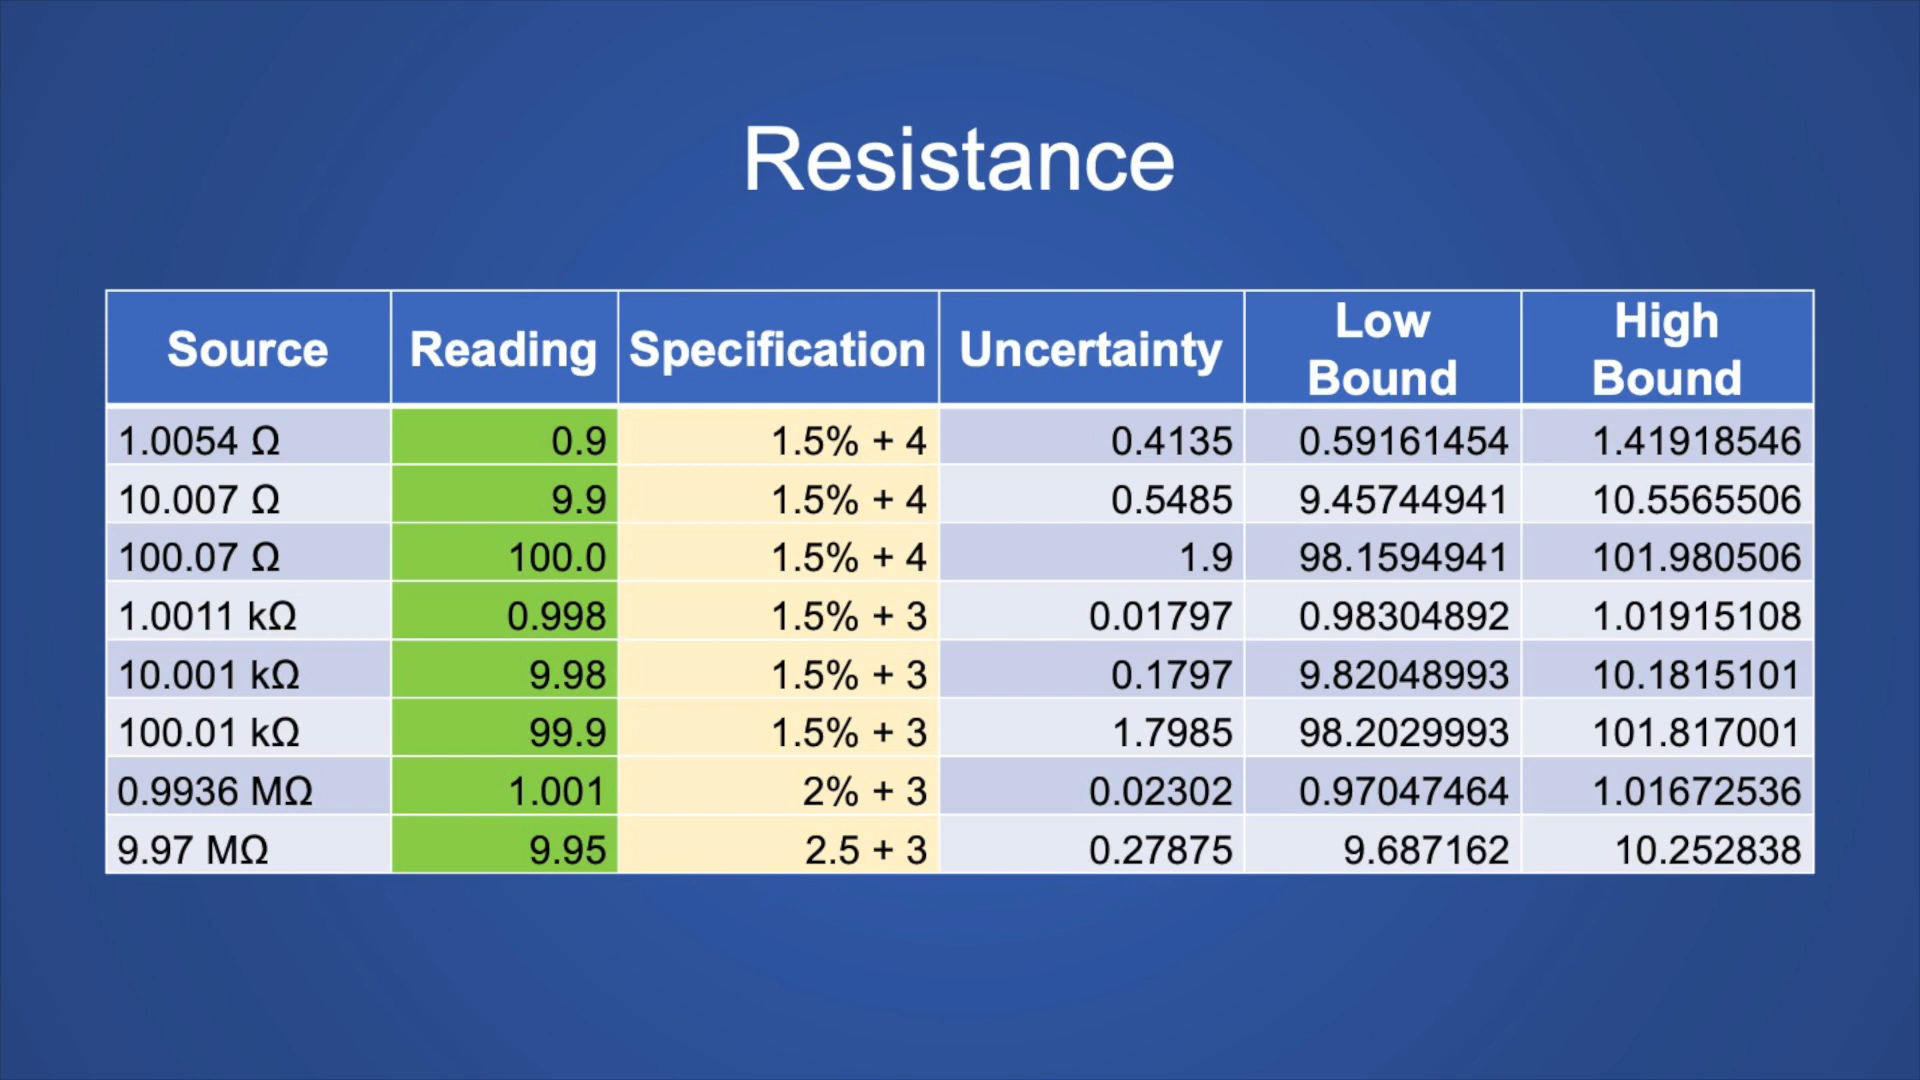 Resistance
Source Reading Specification Uncertainty Low Bound High Bound
1.0054 Ω 0.9 1.5% + 4 0.4135 0.59161454 1.41918546
10.007 Ω 9.9 1.5% + 4 0.5485 9.45744941 10.5565506
100.07 Ω 100.0 1.5% + 4 1.9 98.1594941 101.980506
1.0011 kΩ 0.998 1.5% + 3 0.01797 0.98304892 1.01915108
10.001 kΩ 9.98 1.5% + 3 0.1797 9.82048993 10.1815101
100.01 kΩ 99.9 1.5% + 3 1.7985 98.2029993 101.817001
0.9936 MΩ 1.001 2% + 3 0.02302 0.97047464 1.01672536
9.97 MΩ 9.95 2.5 + 3 0.27875 9.687162 10.252838